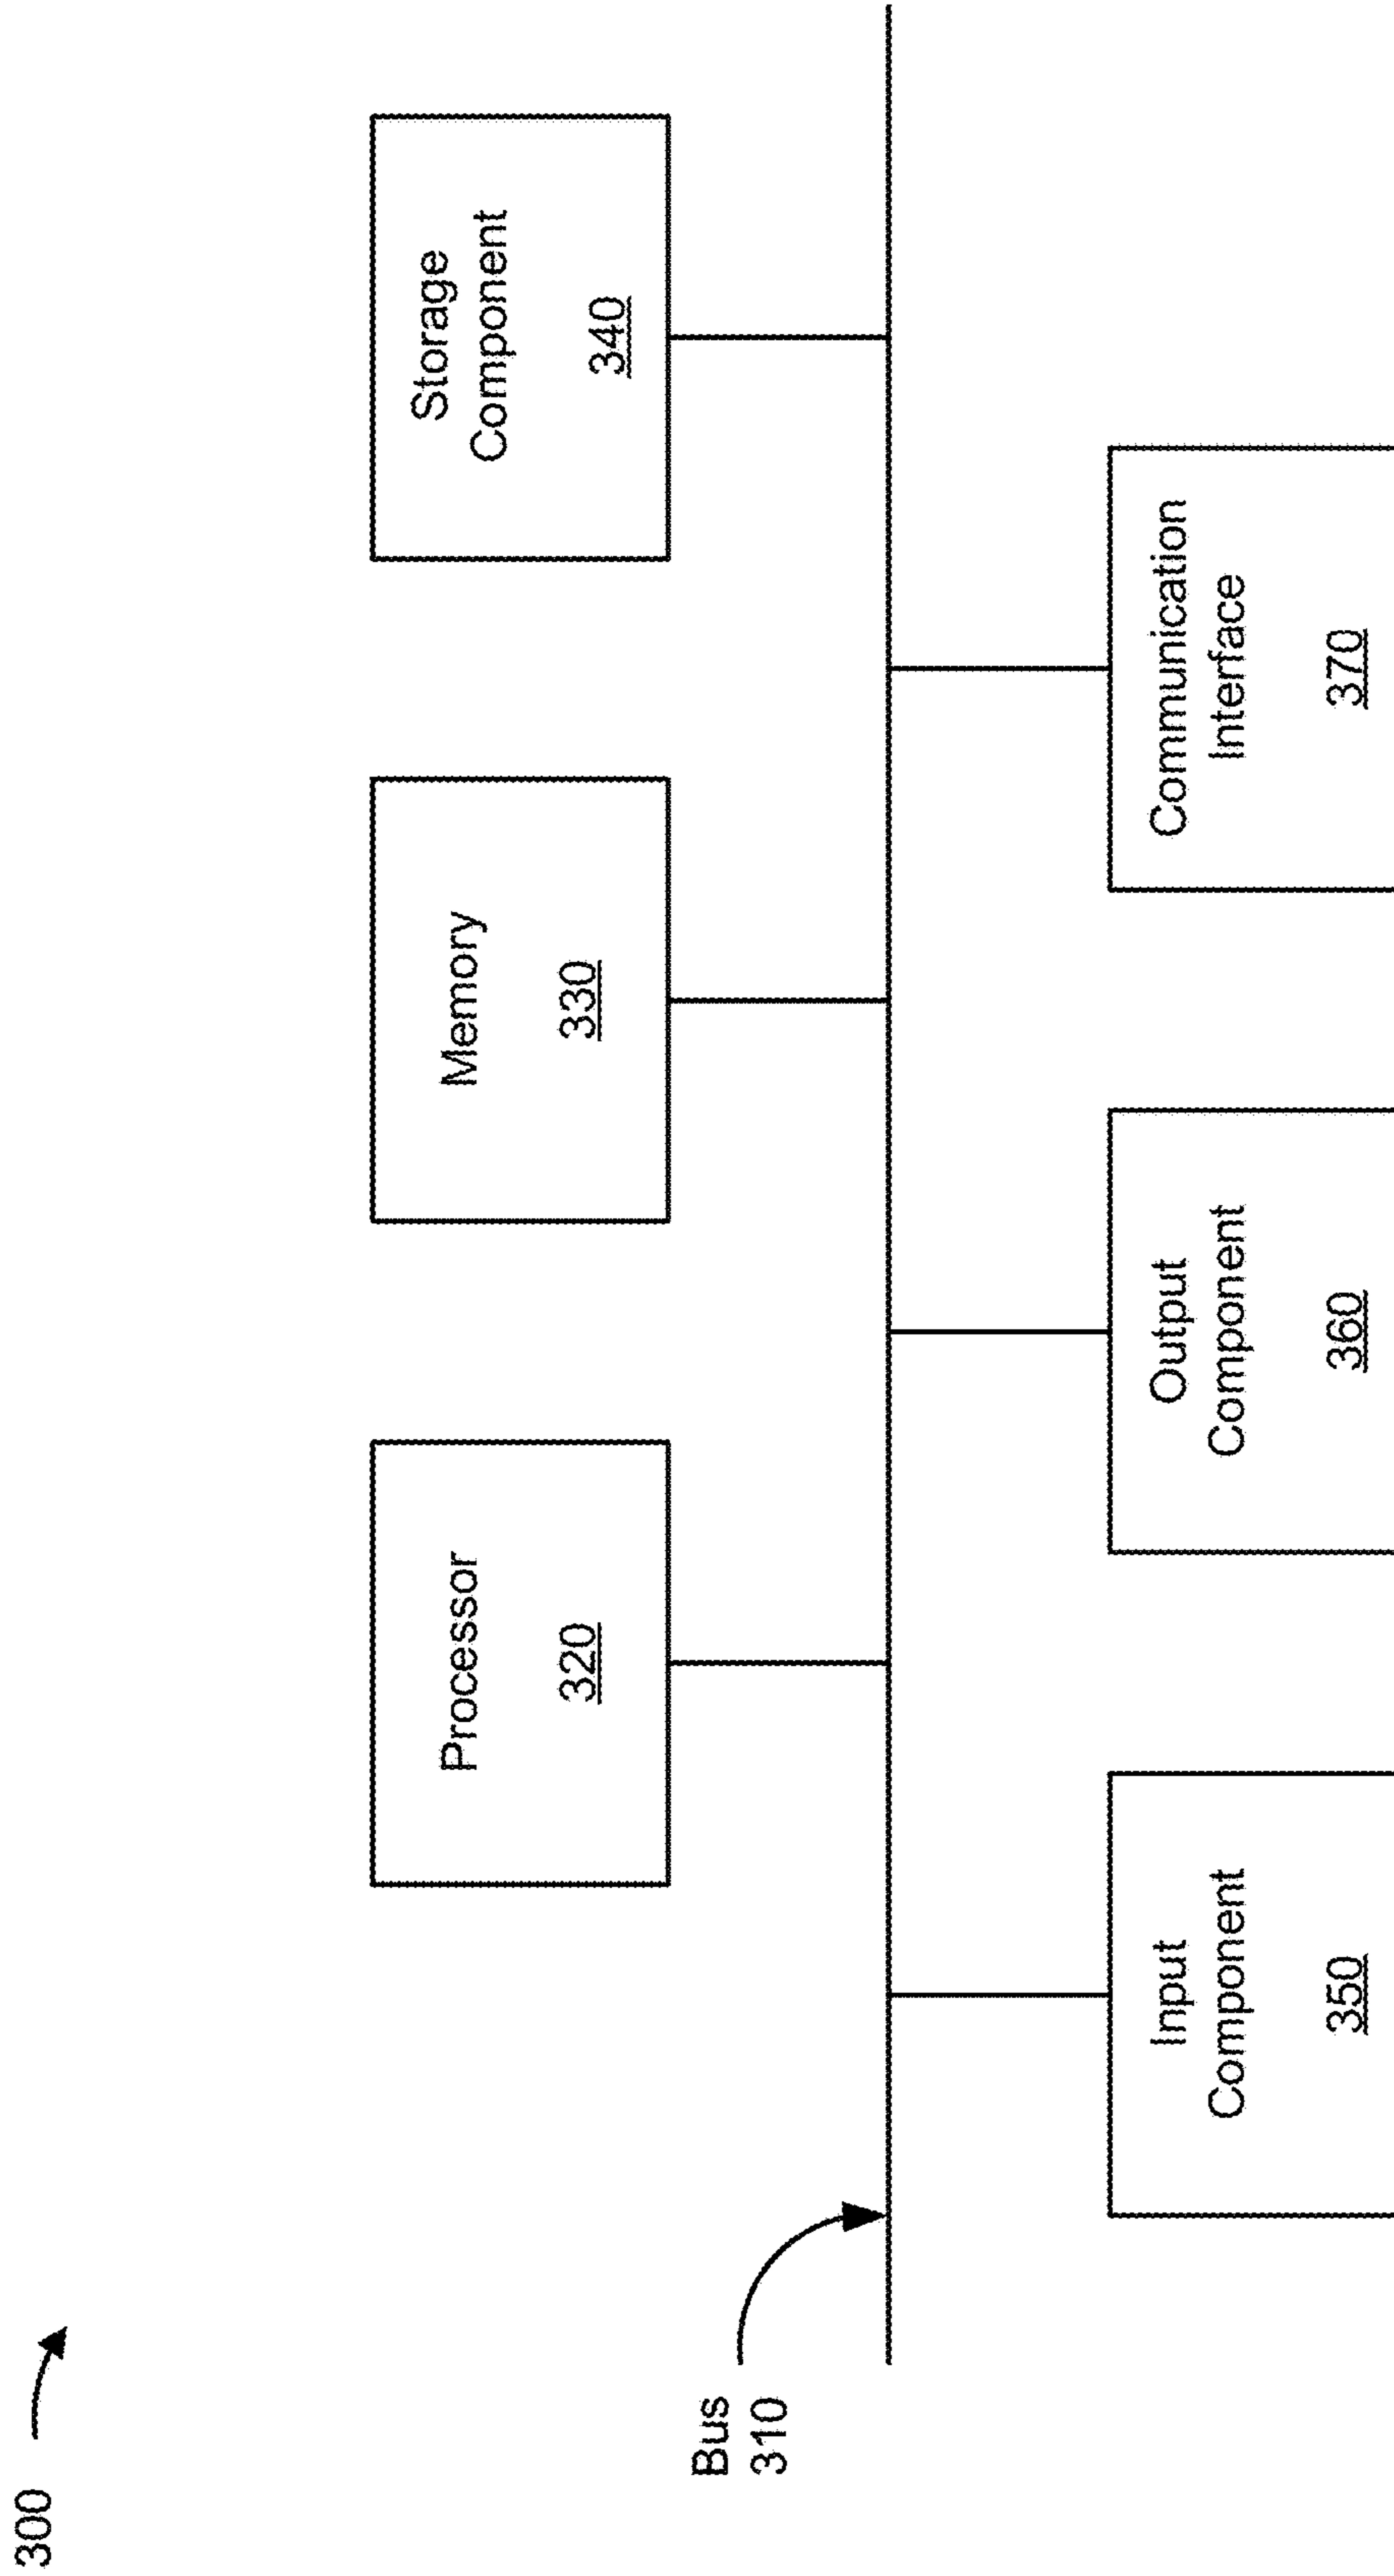 300
Bus
310
Processor
320
Memory
330
Storage
Component
340
Input
Component
350
Output
Component
360
Communication
Interface
370